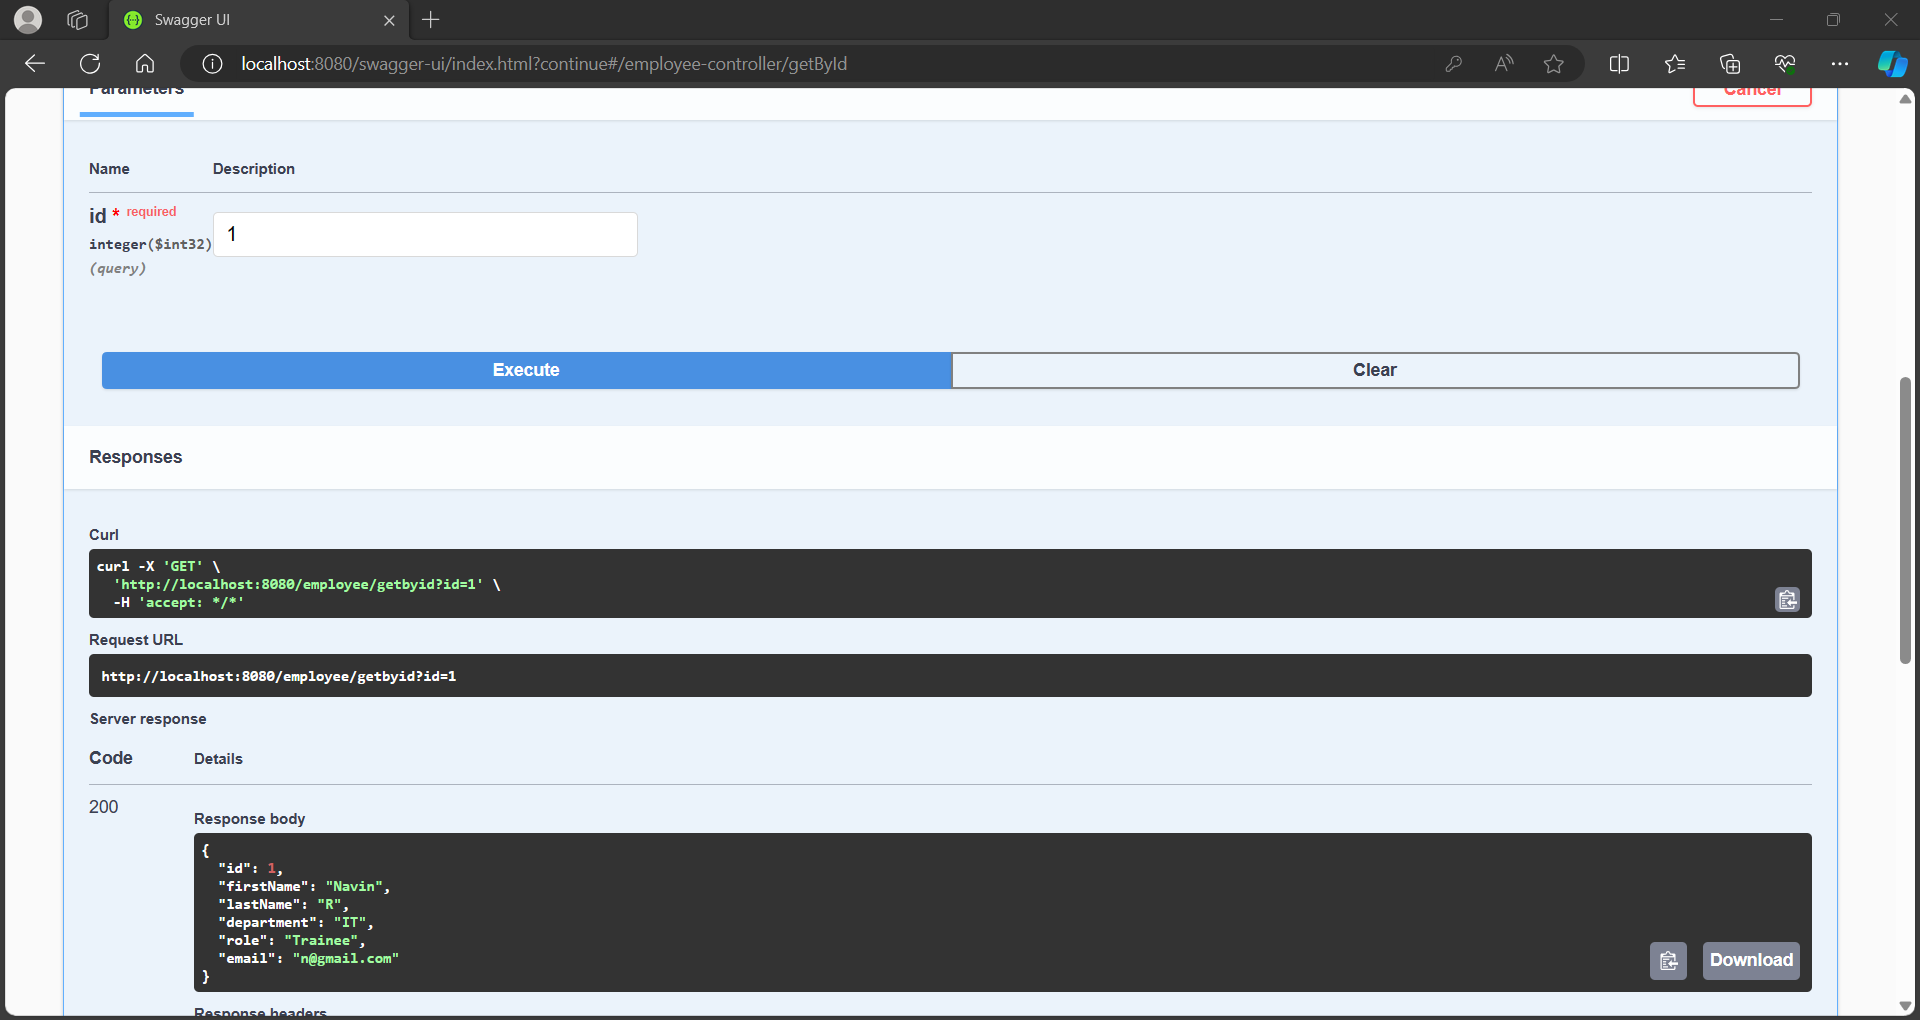 Swagger UI
localhost:8080/swagger-ui/index.html?continue#/employee-controller/getById
Parameters
Cancel
Name Description
id * required
integer($int32)
(query)
1
Execute Clear
Responses
Curl
curl -X 'GET' \
'http://localhost:8080/employee/getbyid?id=1' \
-H 'accept: */*'
Request URL
http://localhost:8080/employee/getbyid?id=1
Server response
Code Details
200
Response body
{
"id": 1,
"firstName": "Navin",
"lastName": "R",
"department": "IT",
"role": "Trainee",
"email": "n@gmail.com"
}
Download
Response headers